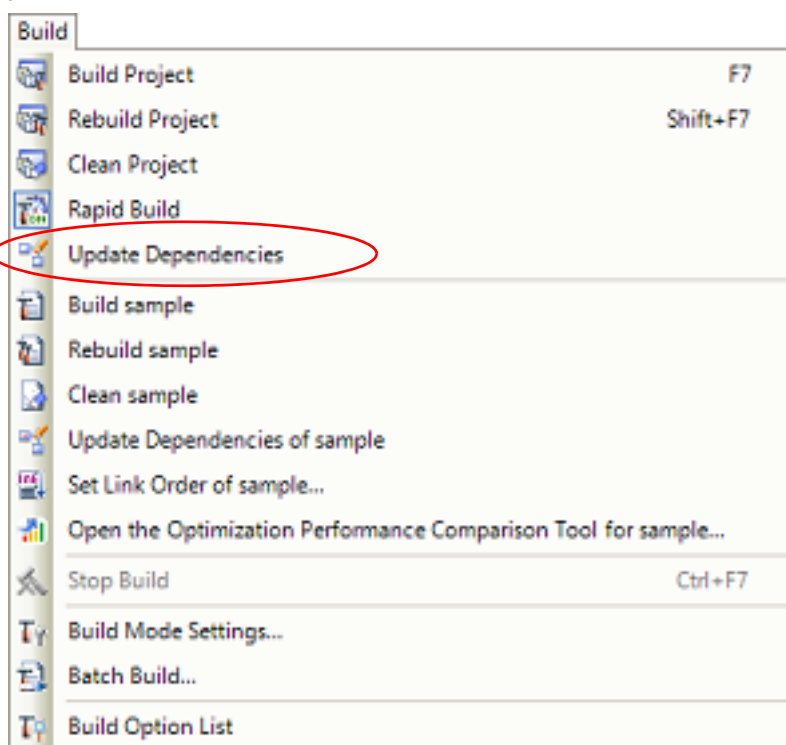 Build
Build Project F7
Rebuild Project Shift+F7
Clean Project
Rapid Build
Update Dependencies
Build sample
Rebuild sample
Clean sample
Update Dependencies of sample
Set Link Order of sample...
Open the Optimization Performance Comparison Tool for sample...
Stop Build Ctrl+F7
Build Mode Settings...
Batch Build...
Build Option List